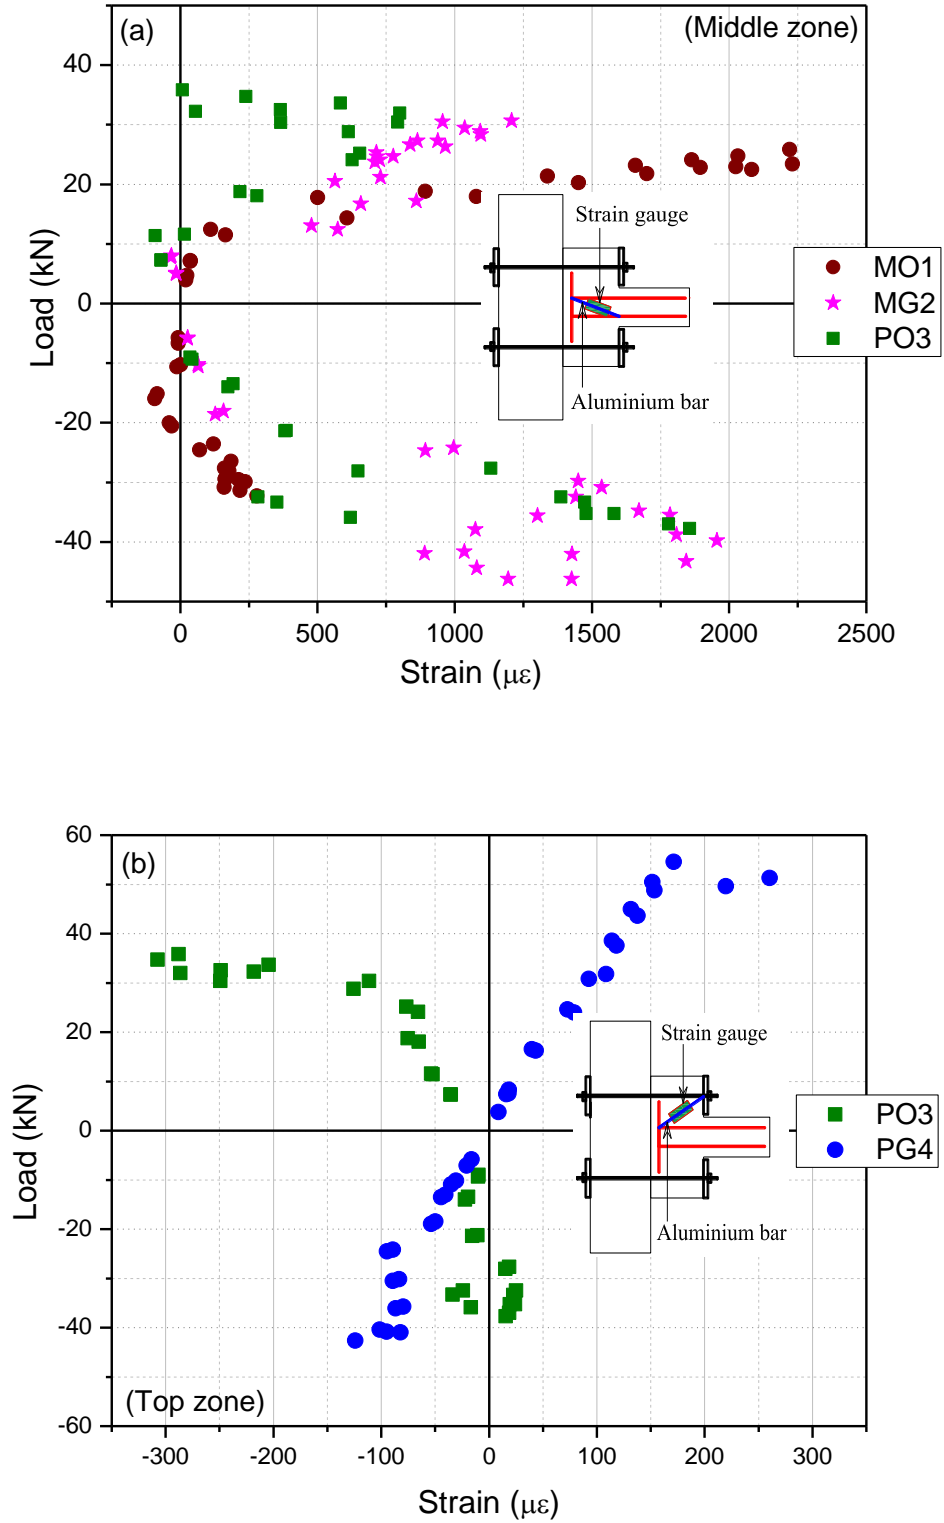 (a)
(Middle zone)
40
20
0
-20
-40
Load (kN)
Strain gauge
Aluminium bar
MO1
MG2
PO3
0
500
1000
1500
2000
2500
Strain (με)
60
40
20
0
-20
-40
-60
(b)
Load (kN)
Strain gauge
Aluminium bar
PO3
PG4
(Top zone)
-300
-200
-100
0
100
200
300
Strain (με)